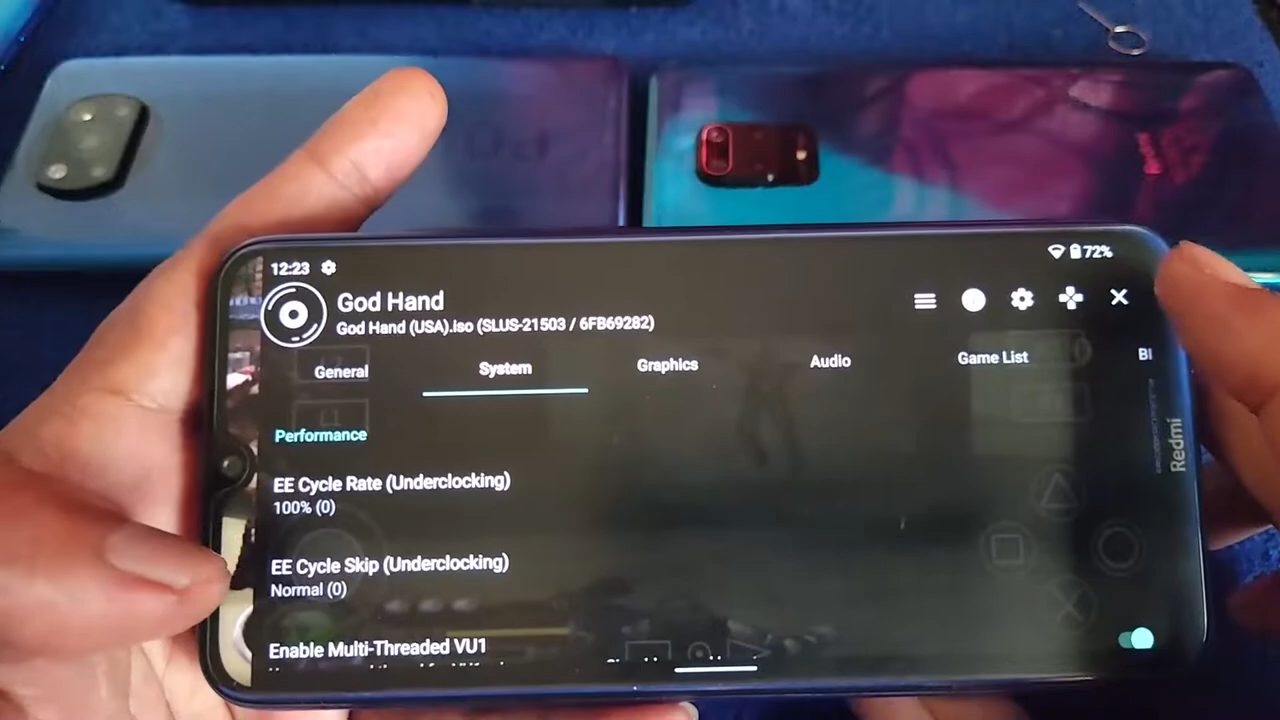 12:23
72%
God Hand
God Hand (USA).iso (SLUS-21503 / 6FB69282)
General
System
Graphics
Audio
Game List
Bl
Performance
EE Cycle Rate (Underclocking)
100% (0)
EE Cycle Skip (Underclocking)
Normal (0)
Enable Multi-Threaded VU1
Redmi